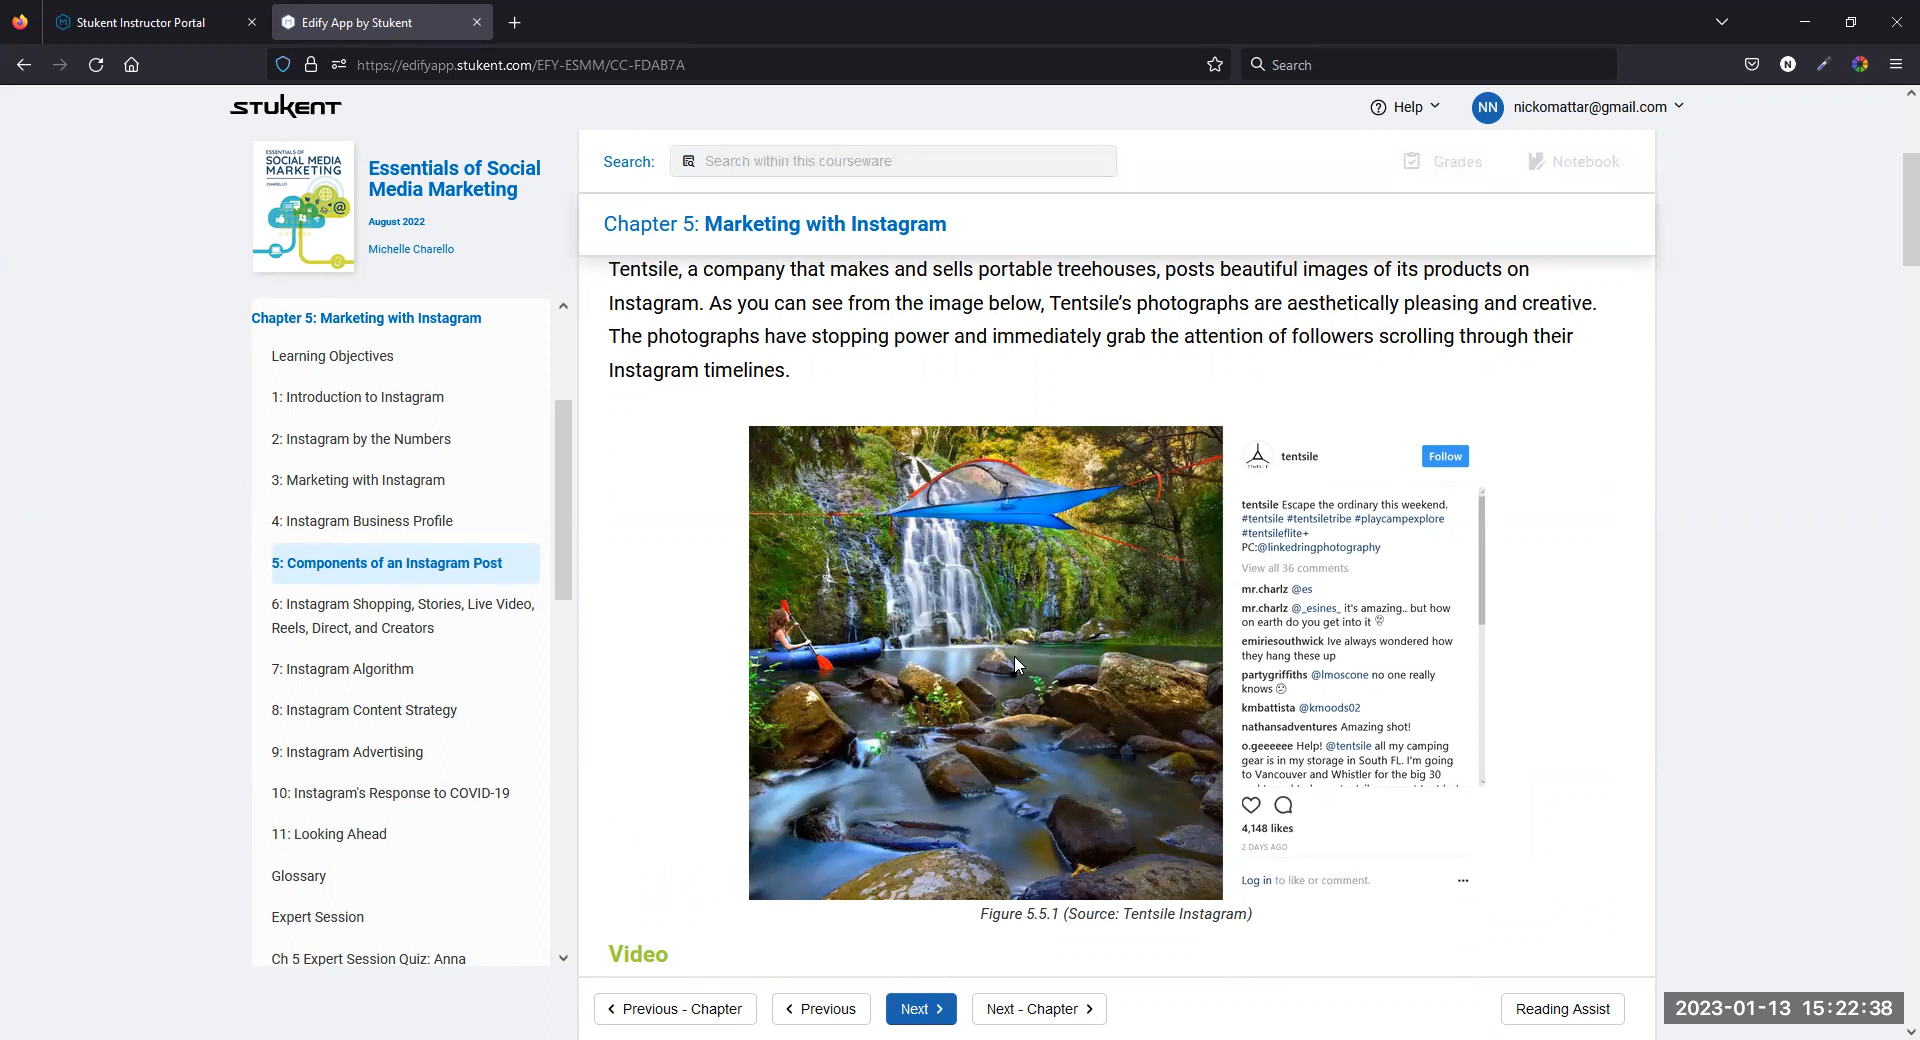 Stukent Instructor Portal
Edify App by Stukent
https://edifyapp.stukent.com/EFY-ESMM/CC-FDAB7A
Search
N
STUKENT
Help
NN
nickomattar@gmail.com
ESSENTIALS OF
SOCIAL MEDIA
MARKETING
CHARELLO
Essentials of Social
Media Marketing
August 2022
Michelle Charello
Search:
Search within this courseware
Grades
Notebook
Chapter 5: Marketing with Instagram
Chapter 5: Marketing with Instagram
Learning Objectives
1: Introduction to Instagram
2: Instagram by the Numbers
3: Marketing with Instagram
4: Instagram Business Profile
5: Components of an Instagram Post
6: Instagram Shopping, Stories, Live Video,
Reels, Direct, and Creators
7: Instagram Algorithm
8: Instagram Content Strategy
9: Instagram Advertising
10: Instagram's Response to COVID-19
11: Looking Ahead
Glossary
Expert Session
Ch 5 Expert Session Quiz: Anna
Tentsile, a company that makes and sells portable treehouses, posts beautiful images of its products on
Instagram. As you can see from the image below, Tentsile’s photographs are aesthetically pleasing and creative.
The photographs have stopping power and immediately grab the attention of followers scrolling through their
Instagram timelines.
TENTSILE
tentsile
Follow
tentsile Escape the ordinary this weekend.
#tentsile #tentsiletribe #playcampexplore
#tentsileflite+
PC:@linkedringphotography
View all 36 comments
mr.charlz @es
mr.charlz @_esines_ it's amazing.. but how
on earth do you get into it
emiriesouthwick Ive always wondered how
they hang these up
partygriffiths @lmoscone no one really
knows
kmbattista @kmoods02
nathansadventures Amazing shot!
o.geeeeee Help! @tentsile all my camping
gear is in my storage in South FL. I'm going
to Vancouver and Whistler for the big 30
4,148 likes
2 DAYS AGO
Log in to like or comment.
Figure 5.5.1 (Source: Tentsile Instagram)
Video
Previous - Chapter
Previous
Next
Next - Chapter
Reading Assist
2023-01-13 15:22:38